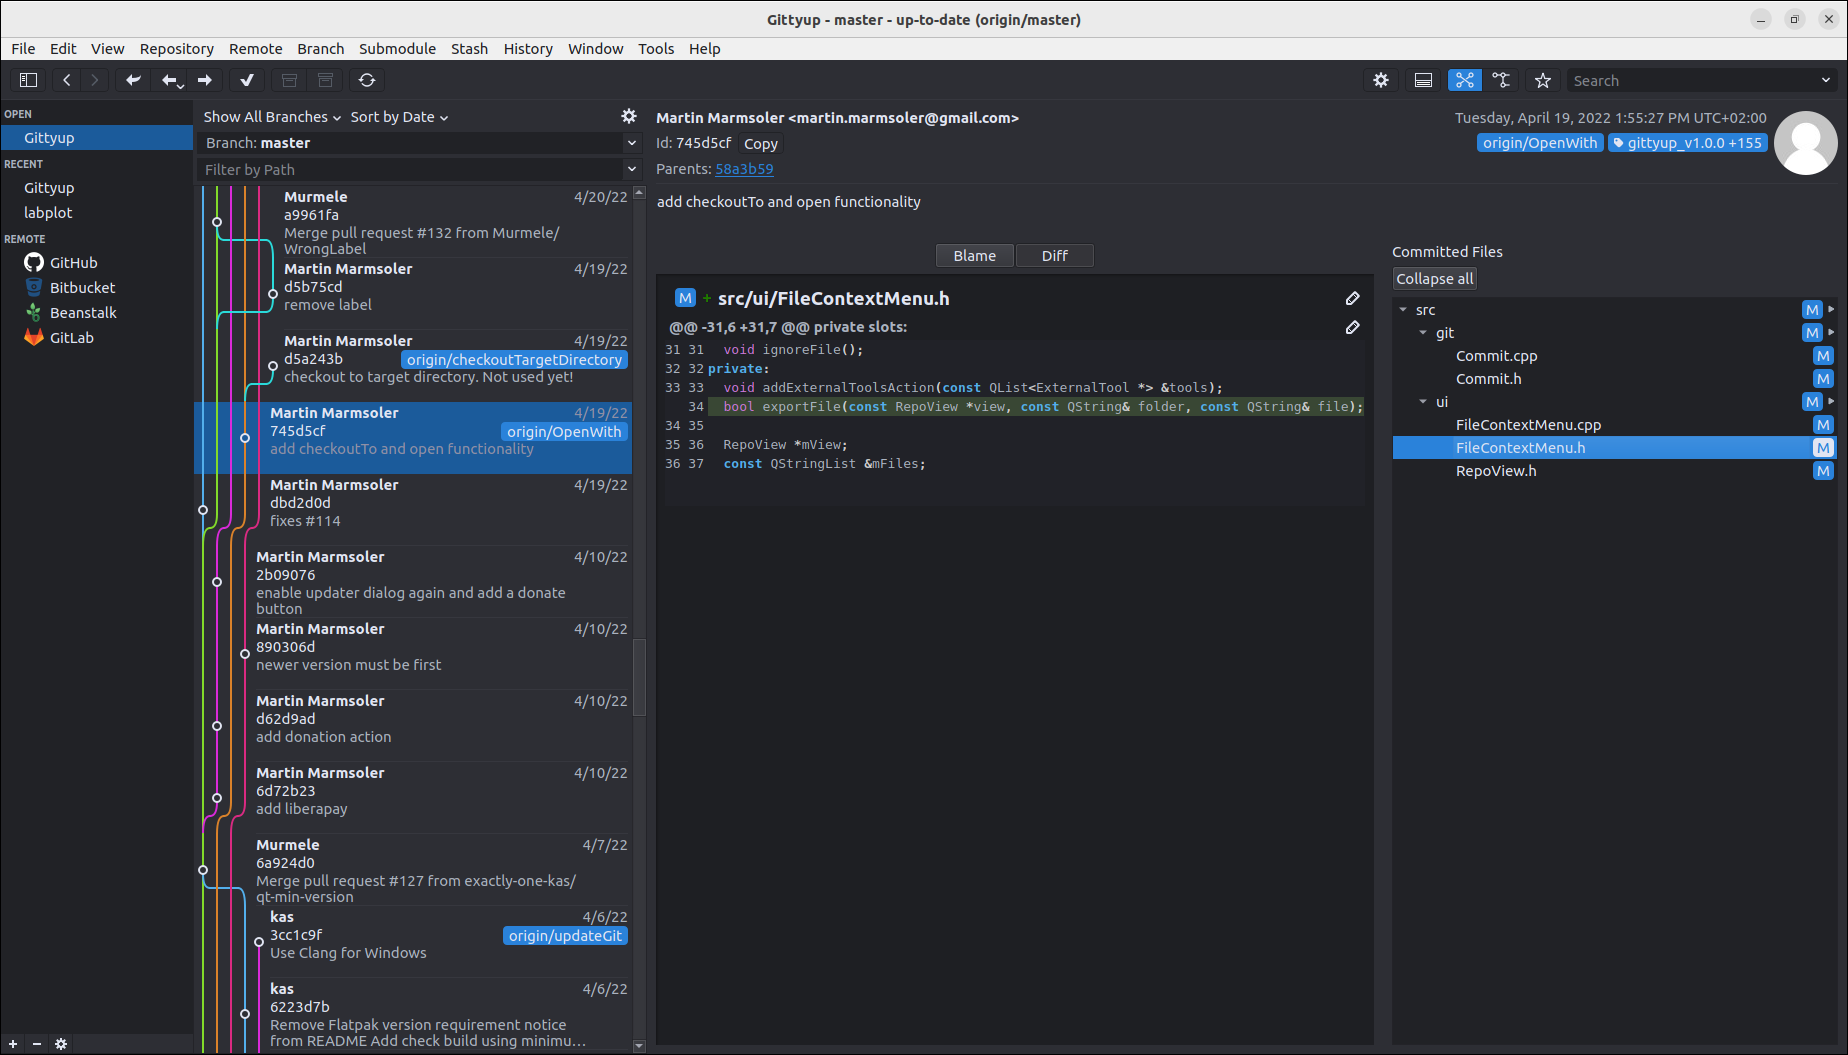 Gittyup - master - up-to-date (origin/master)
File Edit View Repository Remote Branch Submodule Stash History Window Tools Help
Search
OPEN
Gittyup
RECENT
Gittyup
labplot
REMOTE
GitHub
Bitbucket
Beanstalk
GitLab
Show All Branches Sort by Date
Branch: master
Filter by Path
Murmele 4/20/22
a9961fa
Merge pull request #132 from Murmele/
WrongLabel
Martin Marmsoler 4/19/22
d5b75cd
remove label
Martin Marmsoler 4/19/22
d5a243b origin/checkoutTargetDirectory
checkout to target directory. Not used yet!
Martin Marmsoler 4/19/22
745d5cf origin/OpenWith
add checkoutTo and open functionality
Martin Marmsoler 4/19/22
dbd2d0d
fixes #114
Martin Marmsoler 4/10/22
2b09076
enable updater dialog again and add a donate
button
Martin Marmsoler 4/10/22
890306d
newer version must be first
Martin Marmsoler 4/10/22
d62d9ad
add donation action
Martin Marmsoler 4/10/22
6d72b23
add liberapay
Murmele 4/7/22
6a924d0
Merge pull request #127 from exactly-one-kas/
qt-min-version
kas 4/6/22
3cc1c9f origin/updateGit
Use Clang for Windows
kas 4/6/22
6223d7b
Remove Flatpak version requirement notice
from README Add check build using minimu…
Martin Marmsoler <martin.marmsoler@gmail.com> Tuesday, April 19, 2022 1:55:27 PM UTC+02:00
Id: 745d5cf Copy origin/OpenWith gittyup_v1.0.0 +155
Parents: 58a3b59
add checkoutTo and open functionality
Blame Diff
M + src/ui/FileContextMenu.h
@@ -31,6 +31,7 @@ private slots:
31 31 void ignoreFile();
32 32 private:
33 33 void addExternalToolsAction(const QList<ExternalTool *> &tools);
34 bool exportFile(const RepoView *view, const QString& folder, const QString& file);
34 35
35 36 RepoView *mView;
36 37 const QStringList &mFiles;
Committed Files
Collapse all
src M
git M
Commit.cpp M
Commit.h M
ui M
FileContextMenu.cpp M
FileContextMenu.h M
RepoView.h M